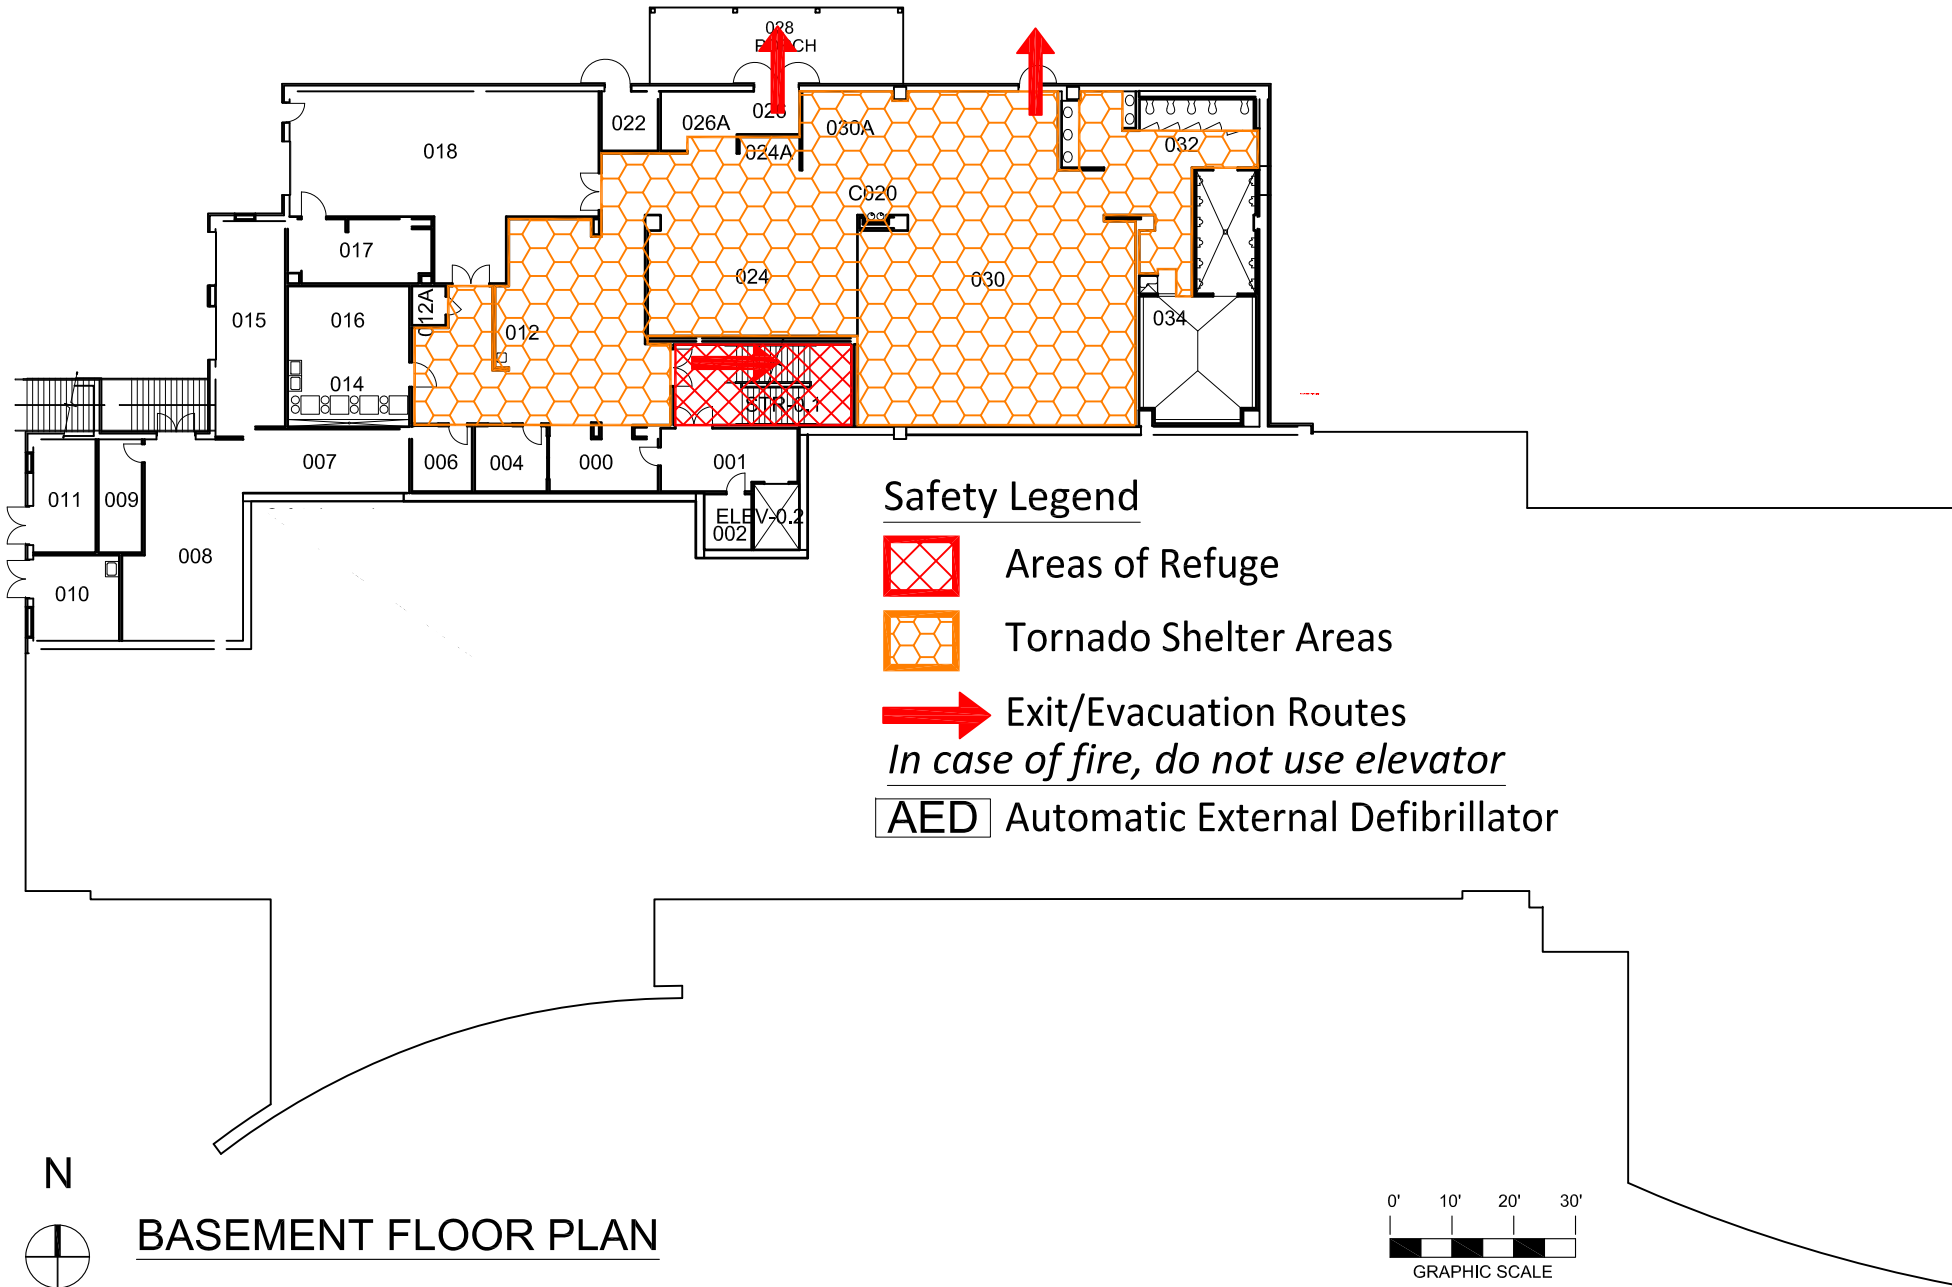 028
PORCH
022
026A
026
030A
018
024A
032
C020
017
024
030
012A
012
015
016
034
014
STR-0.1
007
006
004
000
001
011
009
ELEV-0.2
002
008
010
Safety Legend
Areas of Refuge
Tornado Shelter Areas
Exit/Evacuation Routes
In case of fire, do not use elevator
AED Automatic External Defibrillator
N
BASEMENT FLOOR PLAN
0' 10' 20' 30'
GRAPHIC SCALE